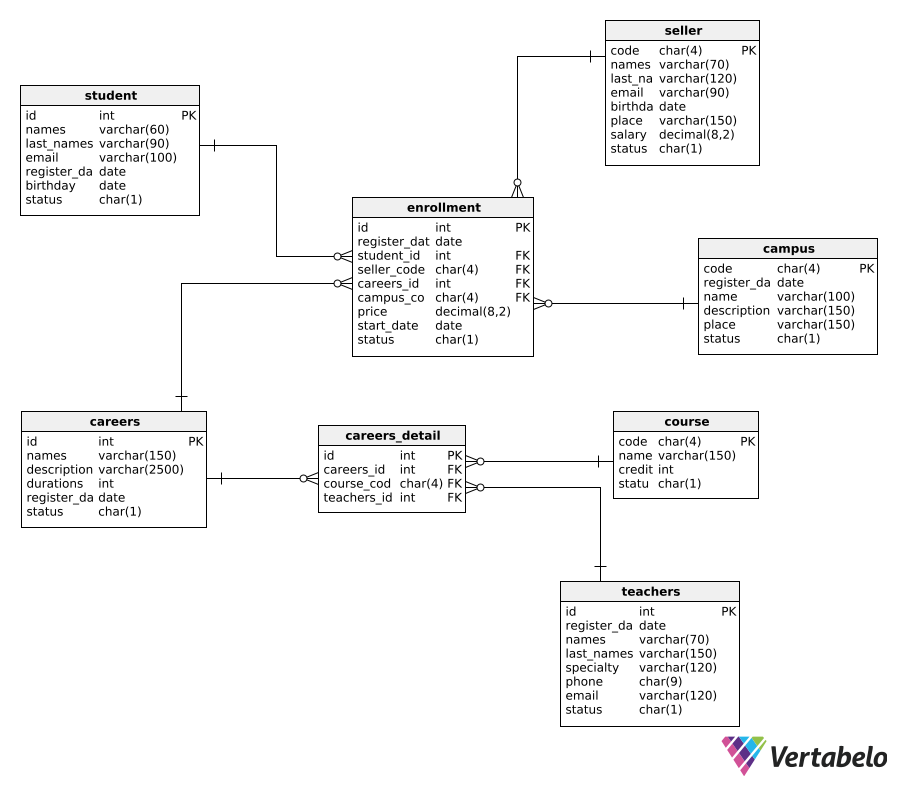 seller
code char(4) PK
names varchar(70)
last_na varchar(120)
email varchar(90)
birthda date
place varchar(150)
salary decimal(8,2)
status char(1)
student
id int PK
names varchar(60)
last_names varchar(90)
email varchar(100)
register_da date
birthday date
status char(1)
enrollment
id int PK
register_dat date
student_id int FK
seller_code char(4) FK
careers_id int FK
campus_co char(4) FK
price decimal(8,2)
start_date date
status char(1)
campus
code char(4) PK
register_da date
name varchar(100)
description varchar(150)
place varchar(150)
status char(1)
careers
id int PK
names varchar(150)
description varchar(2500)
durations int
register_da date
status char(1)
careers_detail
id int PK
careers_id int FK
course_cod char(4) FK
teachers_id int FK
course
code char(4) PK
name varchar(150)
credit int
statu char(1)
teachers
id int PK
register_da date
names varchar(70)
last_names varchar(150)
specialty varchar(120)
phone char(9)
email varchar(120)
status char(1)
Vertabelo